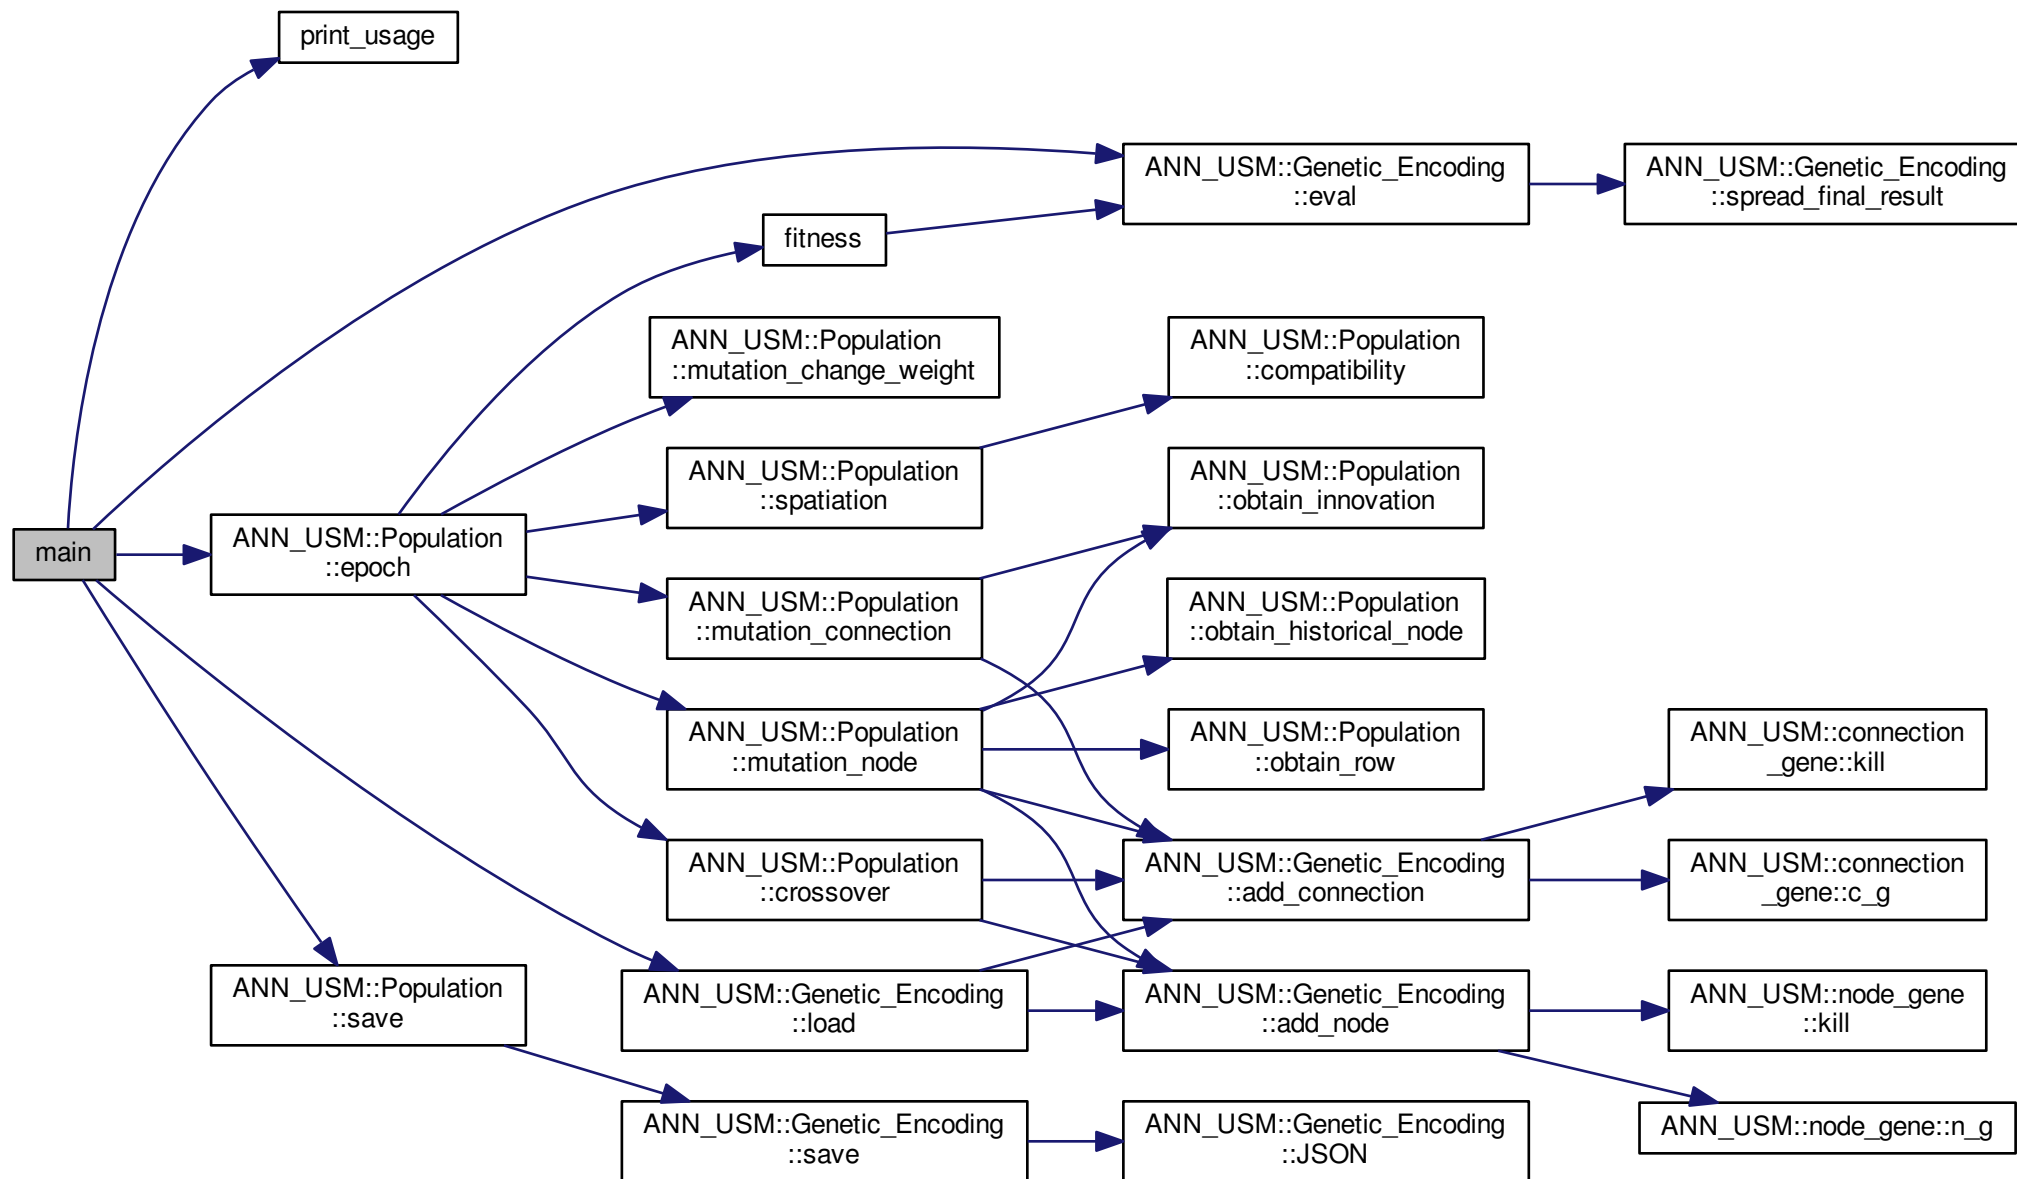 print_usage
ANN_USM::Genetic_Encoding
::eval
ANN_USM::Genetic_Encoding
::spread_final_result
fitness
ANN_USM::Population
::mutation_change_weight
ANN_USM::Population
::compatibility
ANN_USM::Population
::spatiation
ANN_USM::Population
::obtain_innovation
main
ANN_USM::Population
::epoch
ANN_USM::Population
::mutation_connection
ANN_USM::Population
::obtain_historical_node
ANN_USM::Population
::mutation_node
ANN_USM::Population
::obtain_row
ANN_USM::connection
_gene::kill
ANN_USM::Population
::crossover
ANN_USM::Genetic_Encoding
::add_connection
ANN_USM::connection
_gene::c_g
ANN_USM::Population
::save
ANN_USM::Genetic_Encoding
::load
ANN_USM::Genetic_Encoding
::add_node
ANN_USM::node_gene
::kill
ANN_USM::Genetic_Encoding
::save
ANN_USM::Genetic_Encoding
::JSON
ANN_USM::node_gene::n_g